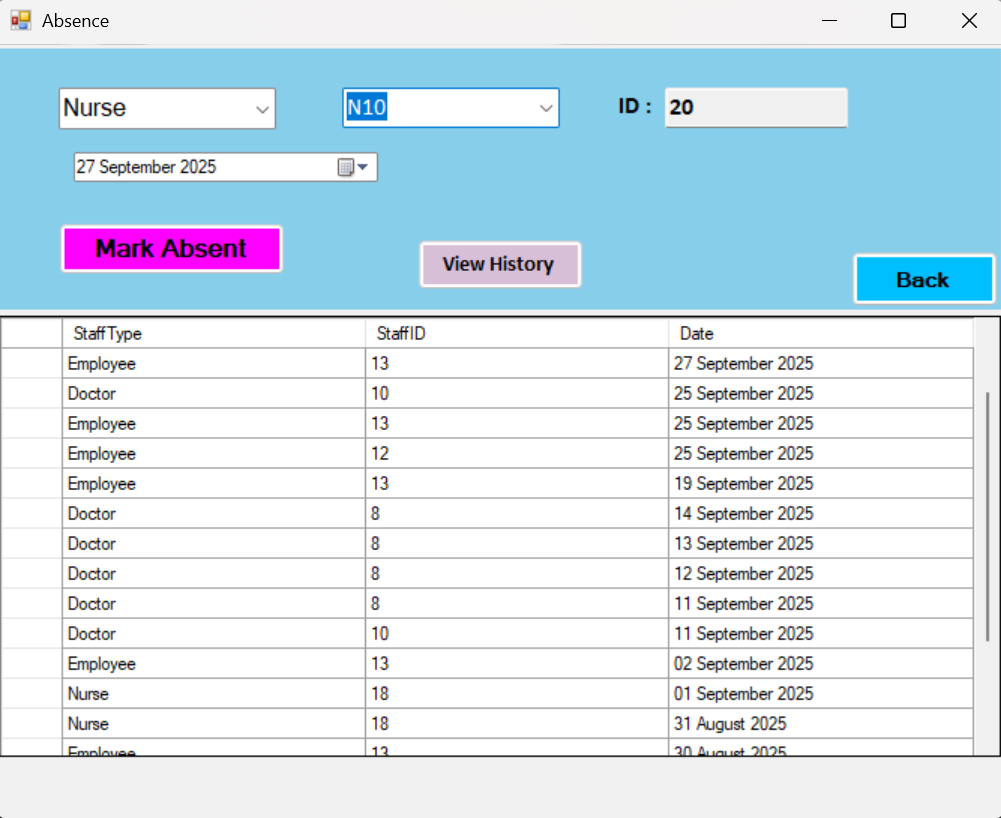 Absence
Nurse N10 ID : 20
27 September 2025
Mark Absent
View History
Back
StaffType StaffID Date
Employee 13 27 September 2025
Doctor 10 25 September 2025
Employee 13 25 September 2025
Employee 12 25 September 2025
Employee 13 19 September 2025
Doctor 8 14 September 2025
Doctor 8 13 September 2025
Doctor 8 12 September 2025
Doctor 8 11 September 2025
Doctor 10 11 September 2025
Employee 13 02 September 2025
Nurse 18 01 September 2025
Nurse 18 31 August 2025
Employee 13 30 August 2025